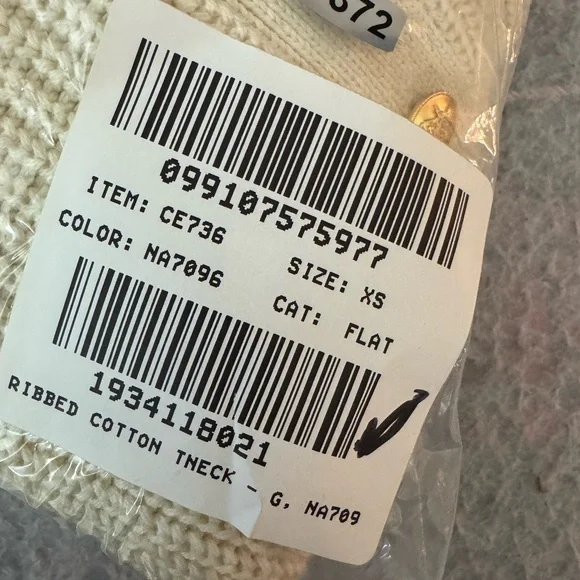 672
099107575977
ITEM: CE736
SIZE: XS
COLOR: NA7096
CAT: FLAT
1934118021
RIBBED COTTON TNECK - G, NA709